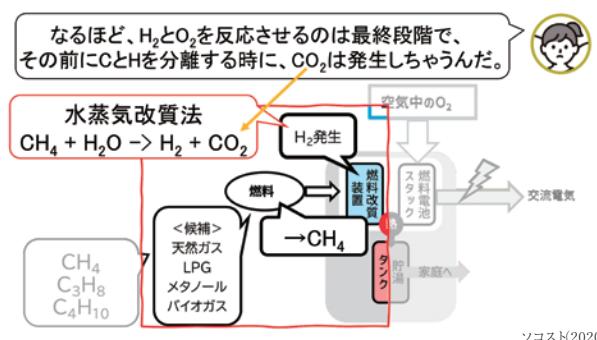 なるほど、H₂とO₂を反応させるのは最終段階で、
その前にCとHを分離する時に、CO₂は発生しちゃうんだ。
水蒸気改質法
CH₄ + H₂O -> H₂ + CO₂
空気中のO₂
H₂発生
燃料
燃料改質
装置
燃料電池
スタック
交流電気
→CH₄
熱
<候補>
天然ガス
LPG
メタノール
バイオガス
CH₄
C₃H₈
C₄H₁₀
貯湯
タンク
家庭へ
ソコスト(2020